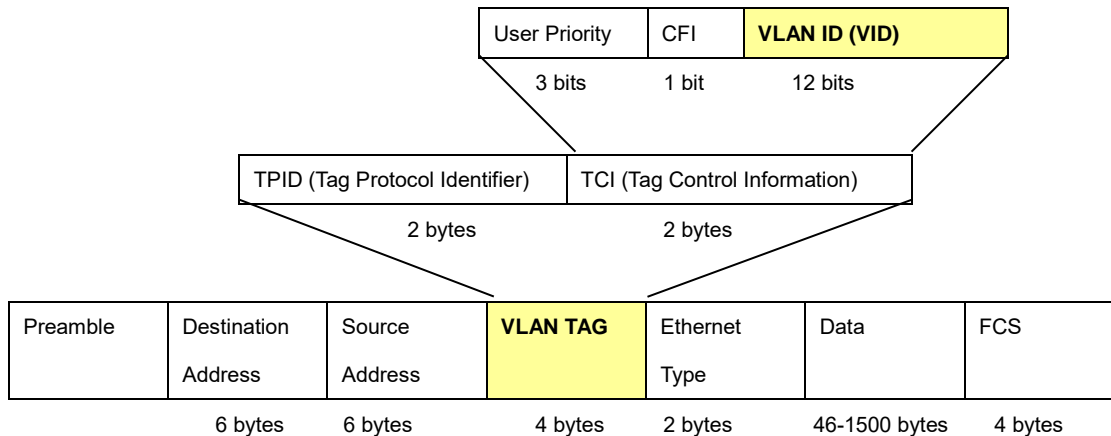 User Priority CFI VLAN ID (VID)
3 bits 1 bit 12 bits
TPID (Tag Protocol Identifier) TCI (Tag Control Information)
2 bytes 2 bytes
Preamble Destination Source VLAN TAG Ethernet Data FCS
Address Address Type
6 bytes 6 bytes 4 bytes 2 bytes 46-1500 bytes 4 bytes